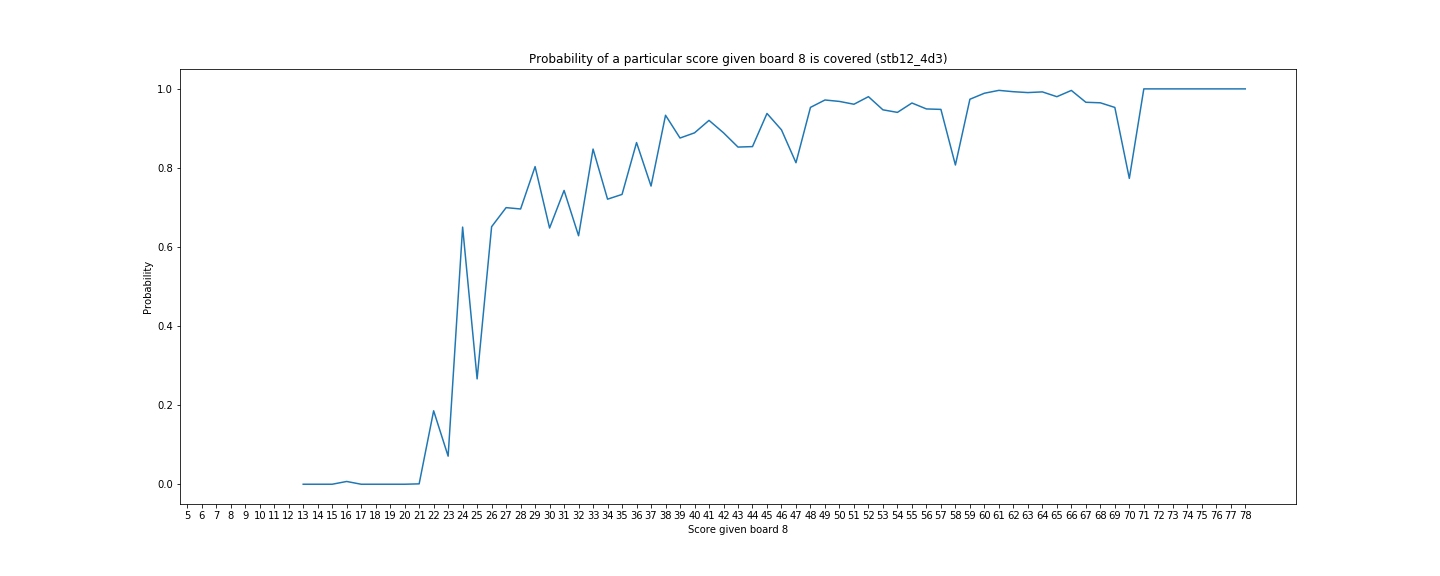 Probability of a particular score given board 8 is covered (stb12_4d3)
1.0
0.8
0.6
0.4
0.2
0.0
Probability
5 6 7 8 9 10 11 12 13 14 15 16 17 18 19 20 21 22 23 24 25 26 27 28 29 30 31 32 33 34 35 36 37 38 39 40 41 42 43 44 45 46 47 48 49 50 51 52 53 54 55 56 57 58 59 60 61 62 63 64 65 66 67 68 69 70 71 72 73 74 75 76 77 78
Score given board 8